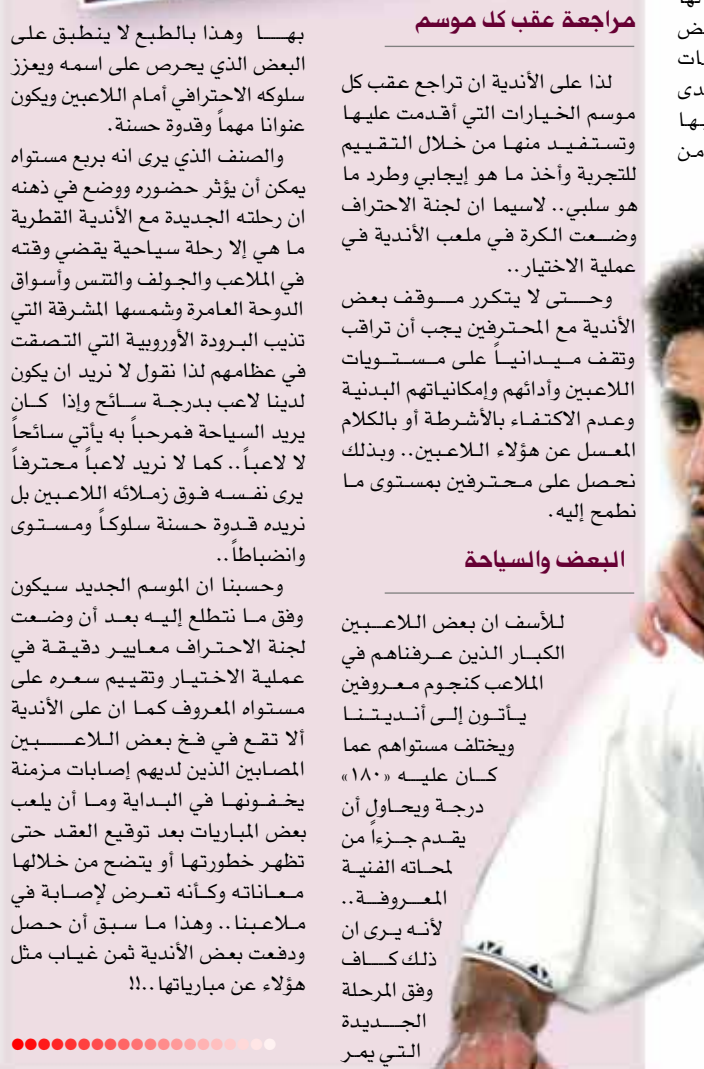 ض
ات
دى
بها
من
مراجعة عقب كل موسم
لذا على الأندية ان تراجع عقب كل
موسم الخيارات التي أقدمت عليها
وتستفيد منها من خلال التقييم
للتجربة وأخذ ما هو إيجابي وطرد ما
هو سلبي.. لاسيما ان لجنة الاحتراف
وضعت الكرة في ملعب الأندية في
عملية الاختيار..
وحتى لا يتكرر موقف بعض
الأندية مع المحترفين يجب أن تراقب
وتقف ميدانياً على مستويات
اللاعبين وأدائهم وإمكانياتهم البدنية
وعدم الاكتفاء بالأشرطة أو بالكلام
المعسل عن هؤلاء اللاعبين.. وبذلك
نحصل على محترفين بمستوى ما
نطمح إليه.
البعض والسياحة
للأسف ان بعض اللاعبين
الكبار الذين عرفناهم في
الملاعب كنجوم معروفين
يأتون إلى أنديتنا
ويختلف مستواهم عما
كان عليه «١٨٠»
درجة ويحاول أن
يقدم جزءاً من
لمحاته الفنية
المعروفة..
لأنه يرى ان
ذلك كاف
وفق المرحلة
الجديدة
التي يمر
بها وهذا بالطبع لا ينطبق على
البعض الذي يحرص على اسمه ويعزز
سلوكه الاحترافي أمام اللاعبين ويكون
عنوانا مهماً وقدوة حسنة.
والصنف الذي يرى انه بربع مستواه
يمكن أن يؤثر حضوره ووضع في ذهنه
ان رحلته الجديدة مع الأندية القطرية
ما هي إلا رحلة سياحية يقضي وقته
في الملاعب والجولف والتنس وأسواق
الدوحة العامرة وشمسها المشرقة التي
تذيب البرودة الأوروبية التي التصقت
في عظامهم لذا نقول لا نريد ان يكون
لدينا لاعب بدرجة سائح وإذا كان
يريد السياحة فمرحباً به يأتي سائحاً
لا لاعباً.. كما لا نريد لاعباً محترفاً
يرى نفسه فوق زملائه اللاعبين بل
نريده قدوة حسنة سلوكاً ومستوى
وانضباطاً..
وحسبنا ان الموسم الجديد سيكون
وفق ما نتطلع إليه بعد أن وضعت
لجنة الاحتراف معايير دقيقة في
عملية الاختيار وتقييم سعره على
مستواه المعروف كما ان على الأندية
ألا تقع في فخ بعض اللاعبين
المصابين الذين لديهم إصابات مزمنة
يخفونها في البداية وما أن يلعب
بعض المباريات بعد توقيع العقد حتى
تظهر خطورتها أو يتضح من خلالها
معاناته وكأنه تعرض لإصابة في
ملاعبنا.. وهذا ما سبق أن حصل
ودفعت بعض الأندية ثمن غياب مثل
هؤلاء عن مبارياتها..!!